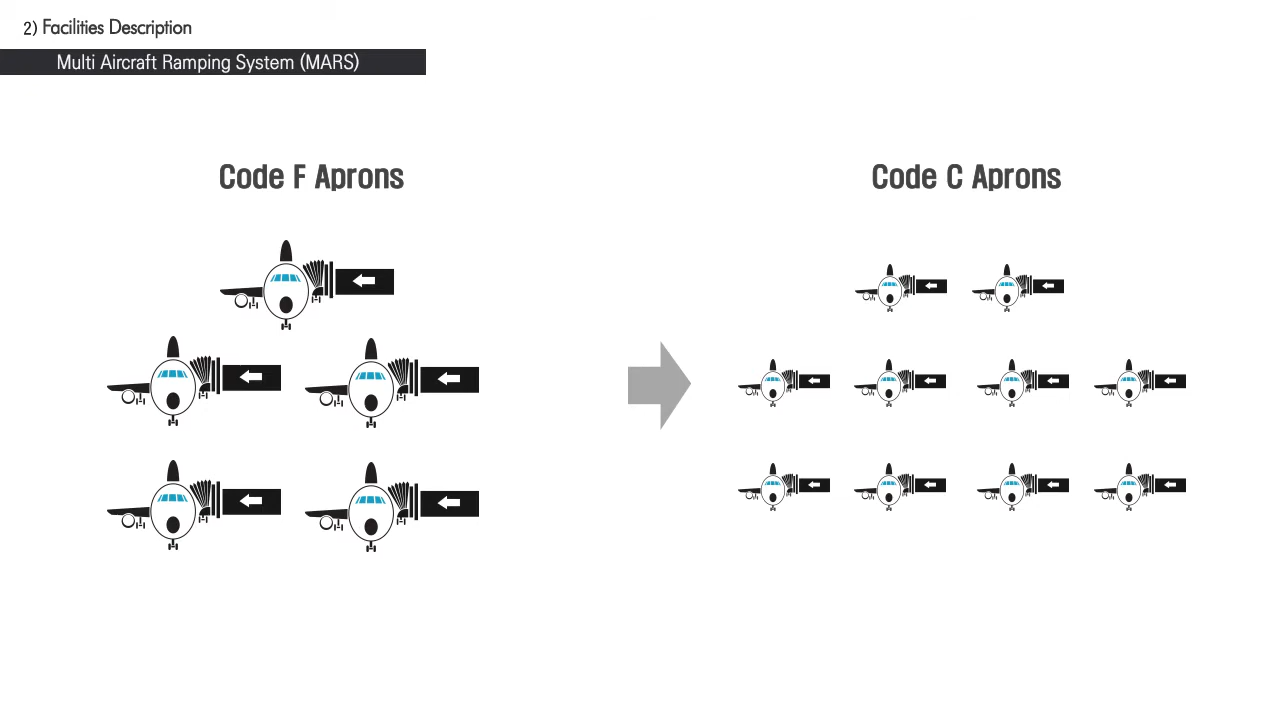 2) Facilities Description
Multi Aircraft Ramping System (MARS)
Code F Aprons
Code C Aprons